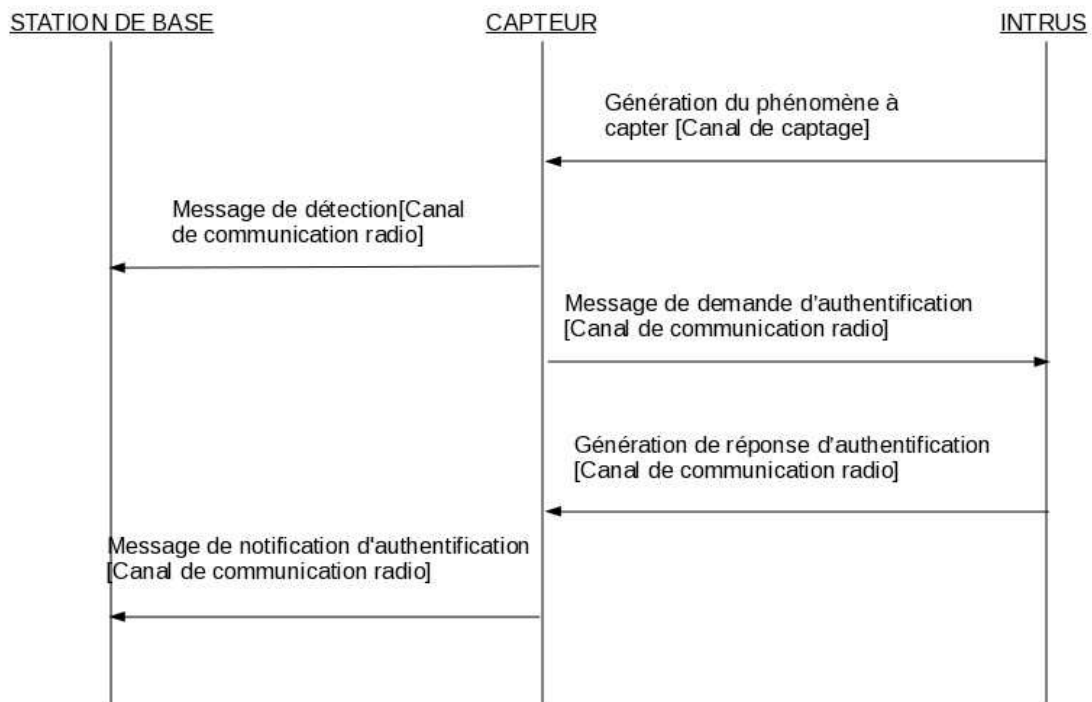 STATION DE BASE
CAPTEUR
INTRUS
Génération du phénomène à
capter [Canal de captage]
Message de détection[Canal
de communication radio]
Message de demande d'authentification
[Canal de communication radio]
Génération de réponse d'authentification
[Canal de communication radio]
Message de notification d'authentification
[Canal de communication radio]